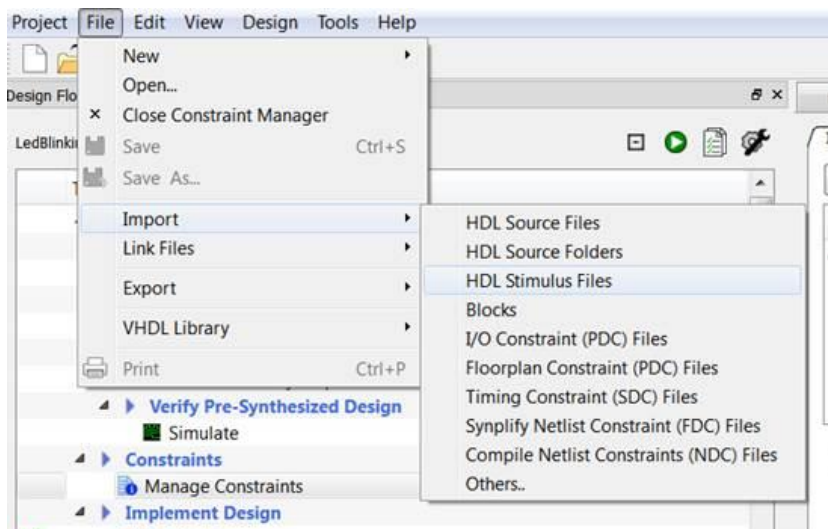 Project File Edit View Design Tools Help
New
Open...
Design Flo
Close Constraint Manager
LedBlinki
Save Ctrl+S
Save As...
Import
HDL Source Files
Link Files
HDL Source Folders
Export
HDL Stimulus Files
Blocks
VHDL Library
I/O Constraint (PDC) Files
Print Ctrl+P
Floorplan Constraint (PDC) Files
Timing Constraint (SDC) Files
Verify Pre-Synthesized Design
Synplify Netlist Constraint (FDC) Files
Simulate
Compile Netlist Constraints (NDC) Files
Constraints
Others..
Manage Constraints
Implement Design